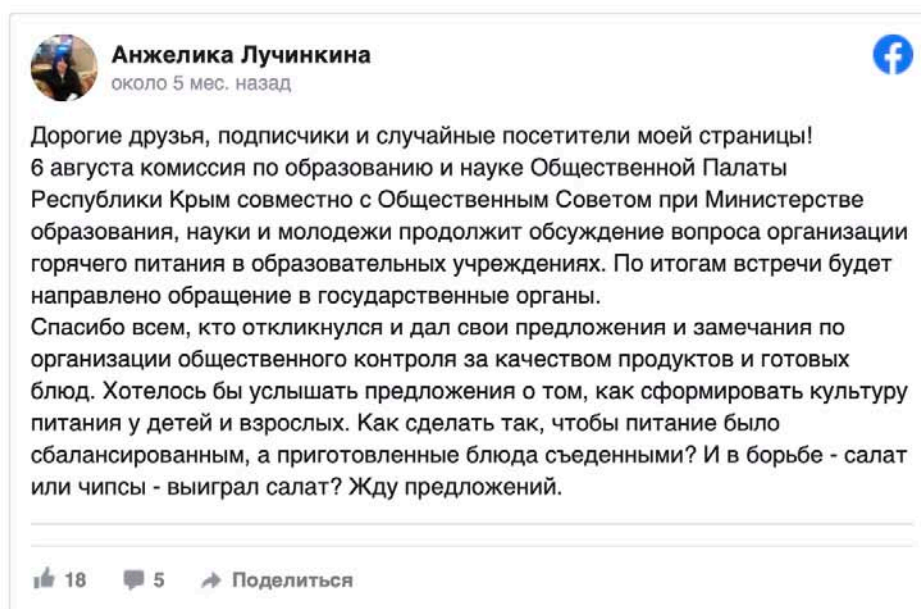 Анжелика Лучинкина
около 5 мес. назад
Дорогие друзья, подписчики и случайные посетители моей страницы!
6 августа комиссия по образованию и науке Общественной Палаты
Республики Крым совместно с Общественным Советом при Министерстве
образования, науки и молодежи продолжит обсуждение вопроса организации
горячего питания в образовательных учреждениях. По итогам встречи будет
направлено обращение в государственные органы.
Спасибо всем, кто откликнулся и дал свои предложения и замечания по
организации общественного контроля за качеством продуктов и готовых
блюд. Хотелось бы услышать предложения о том, как сформировать культуру
питания у детей и взрослых. Как сделать так, чтобы питание было
сбалансированным, а приготовленные блюда съеденными? И в борьбе - салат
или чипсы - выиграл салат? Жду предложений.
18 5 Поделиться